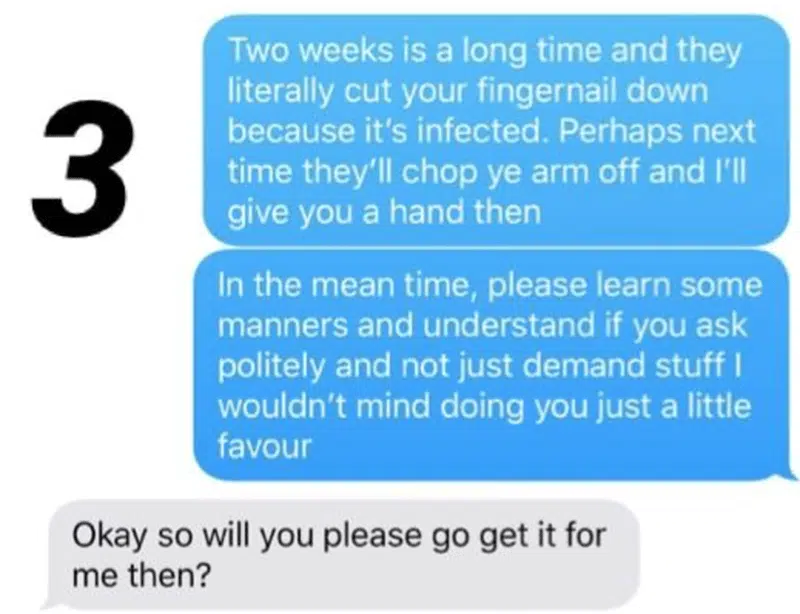 3
Two weeks is a long time and they
literally cut your fingernail down
because it's infected. Perhaps next
time they'll chop ye arm off and I'll
give you a hand then
In the mean time, please learn some
manners and understand if you ask
politely and not just demand stuff I
wouldn't mind doing you just a little
favour
Okay so will you please go get it for
me then?